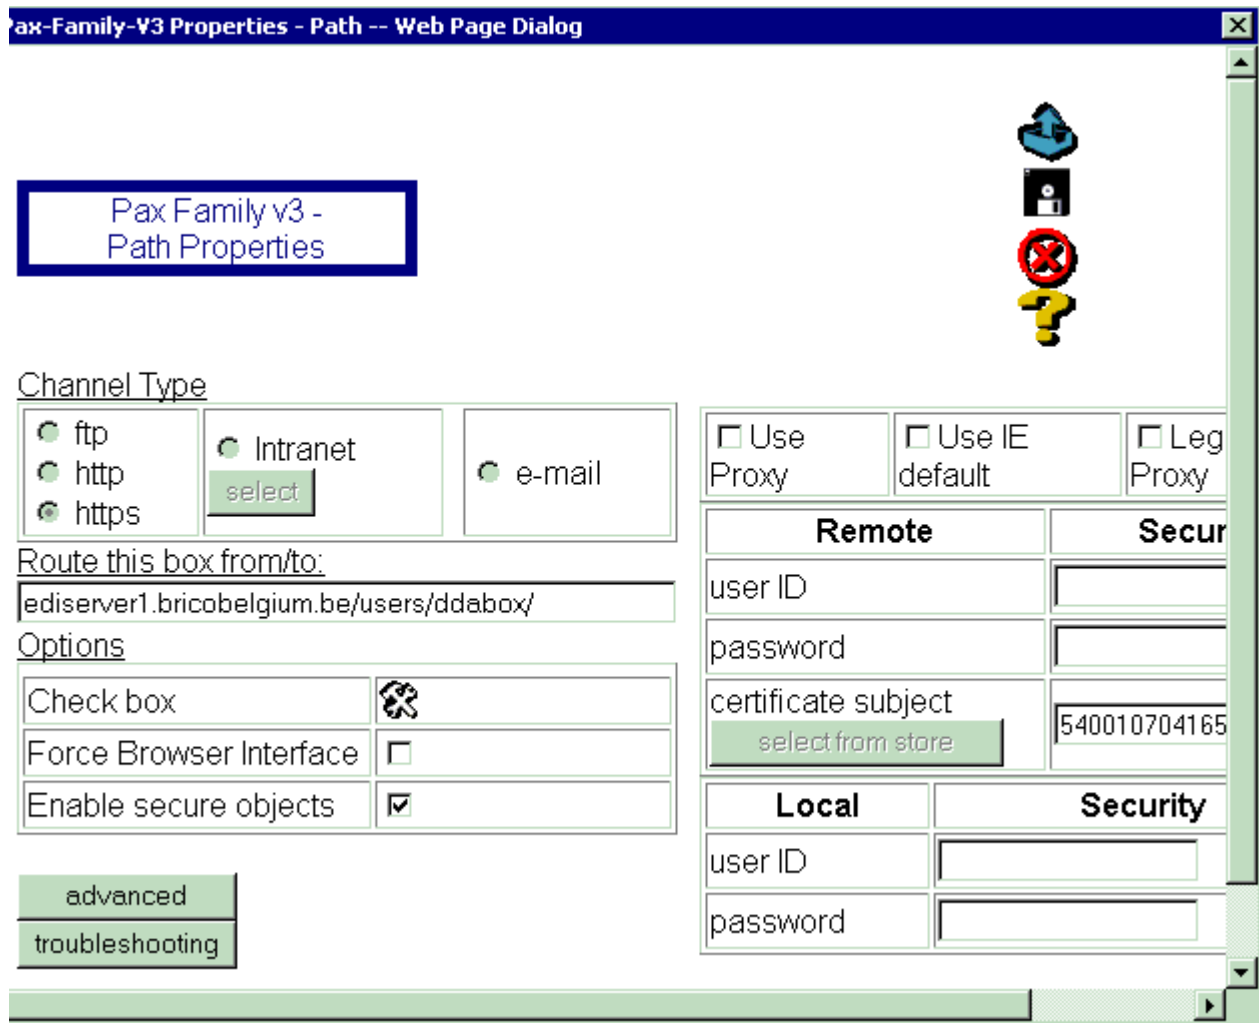 Pax-Family-V3 Properties - Path -- Web Page Dialog
Pax Family v3 -
Path Properties
Channel Type
ftp
http
https
Intranet
select
e-mail
Use
Proxy
Use IE
default
Leg
Proxy
Route this box from/to:
ediserver1.bricobelgium.be/users/ddabox/
Options
Check box
Force Browser Interface
Enable secure objects
advanced
troubleshooting
Remote
Secur
user ID
password
certificate subject
select from store
540010704165
Local
Security
user ID
password